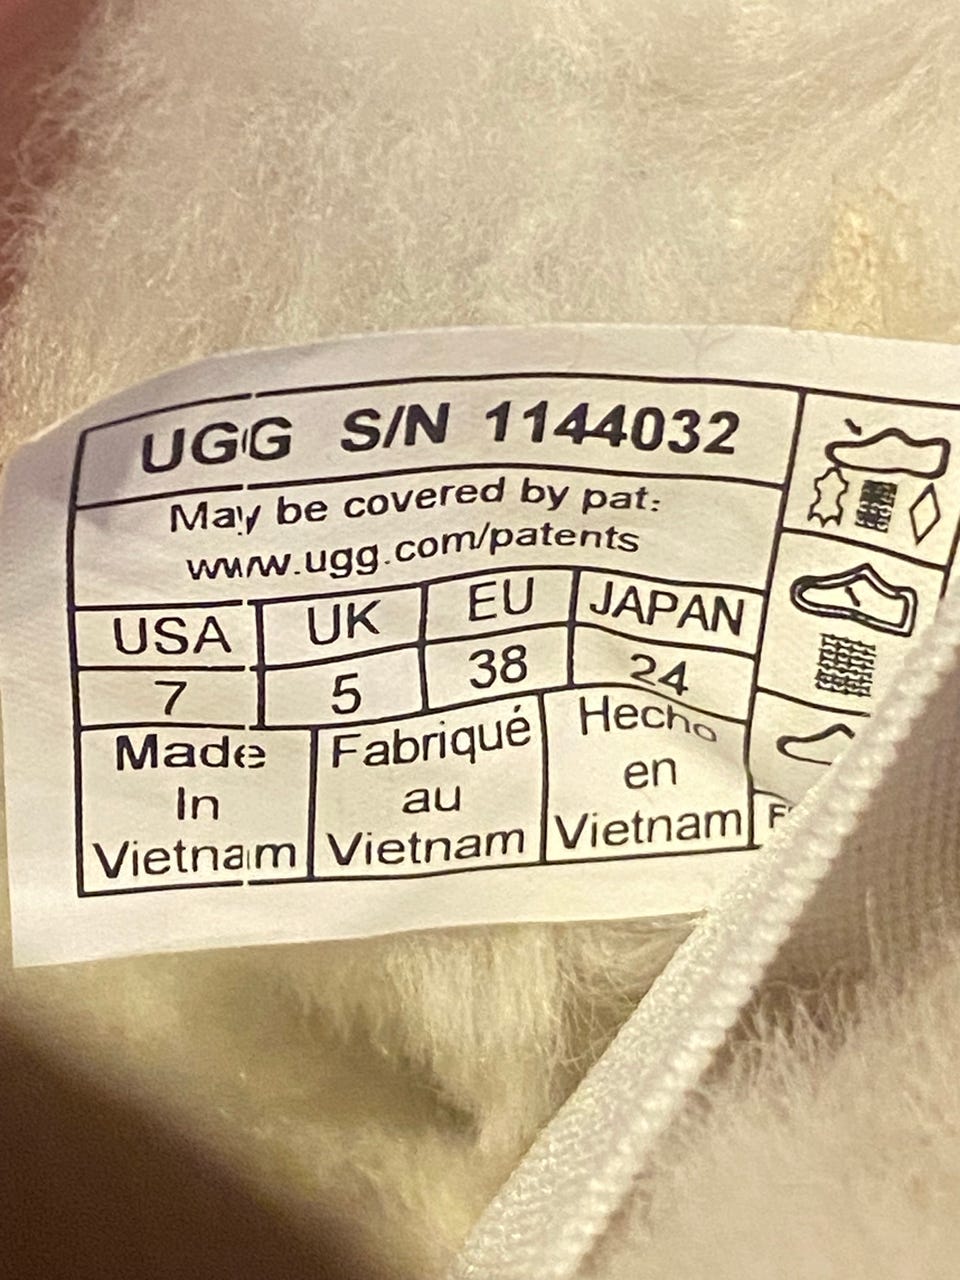 UGG S/N 1144032
May be covered by pat:
www.ugg.com/patents
USA UK EU JAPAN
7 5 38 24
Made Fabriqué Hecho
In au en
Vietnam Vietnam Vietnam